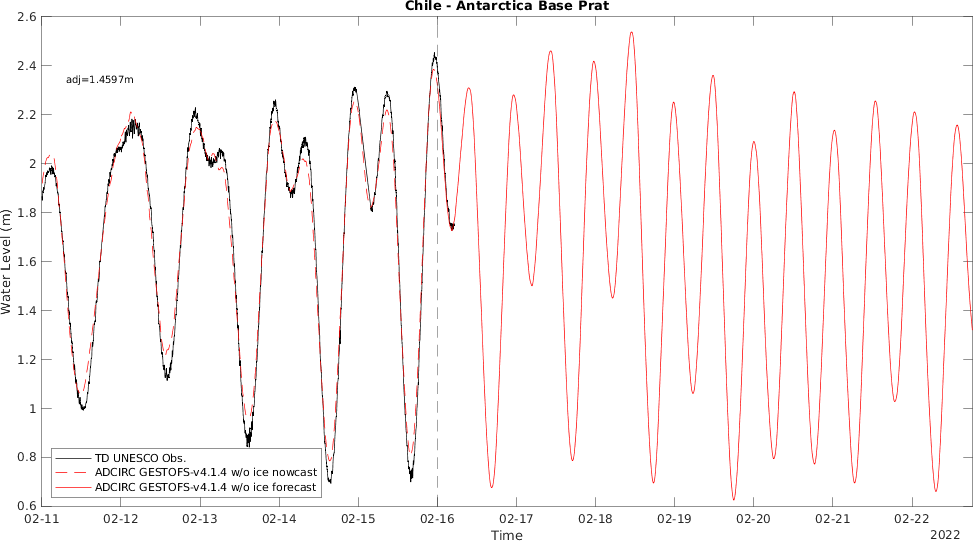 Chile - Antarctica Base Prat
2.6
2.4
2.2
2
1.8
1.6
1.4
1.2
1
0.8
0.6
Water Level (m)
adj=1.4597m
TD UNESCO Obs.
ADCIRC GESTOFS-v4.1.4 w/o ice nowcast
ADCIRC GESTOFS-v4.1.4 w/o ice forecast
02-11 02-12 02-13 02-14 02-15 02-16 02-17 02-18 02-19 02-20 02-21 02-22
Time
2022